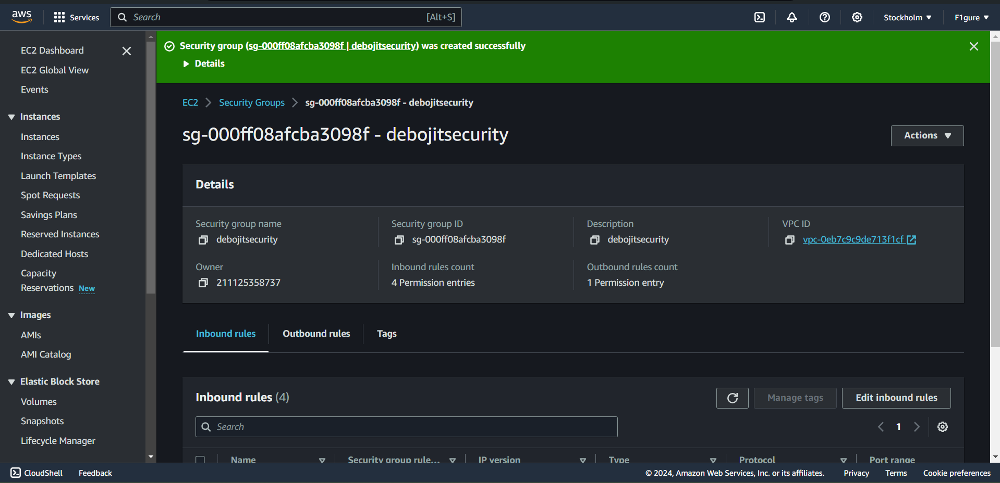 aws
Services
Search [Alt+S]
Stockholm ▼
F1gure ▼
EC2 Dashboard
EC2 Global View
Events
Instances
Instances
Instance Types
Launch Templates
Spot Requests
Savings Plans
Reserved Instances
Dedicated Hosts
Capacity
Reservations New
Images
AMIs
AMI Catalog
Elastic Block Store
Volumes
Snapshots
Lifecycle Manager
Security group (sg-000ff08afcba3098f | debojitsecurity) was created successfully
Details
EC2 > Security Groups > sg-000ff08afcba3098f - debojitsecurity
sg-000ff08afcba3098f - debojitsecurity
Actions ▼
Details
Security group name
debojitsecurity
Security group ID
sg-000ff08afcba3098f
Description
debojitsecurity
VPC ID
vpc-0eb7c9c9de713f1cf
Owner
211125358737
Inbound rules count
4 Permission entries
Outbound rules count
1 Permission entry
Inbound rules
Outbound rules
Tags
Inbound rules (4)
Manage tags
Edit inbound rules
Search
1
Name
Security group rule...
IP version
Type
Protocol
Port range
CloudShell
Feedback
© 2024, Amazon Web Services, Inc. or its affiliates.
Privacy
Terms
Cookie preferences